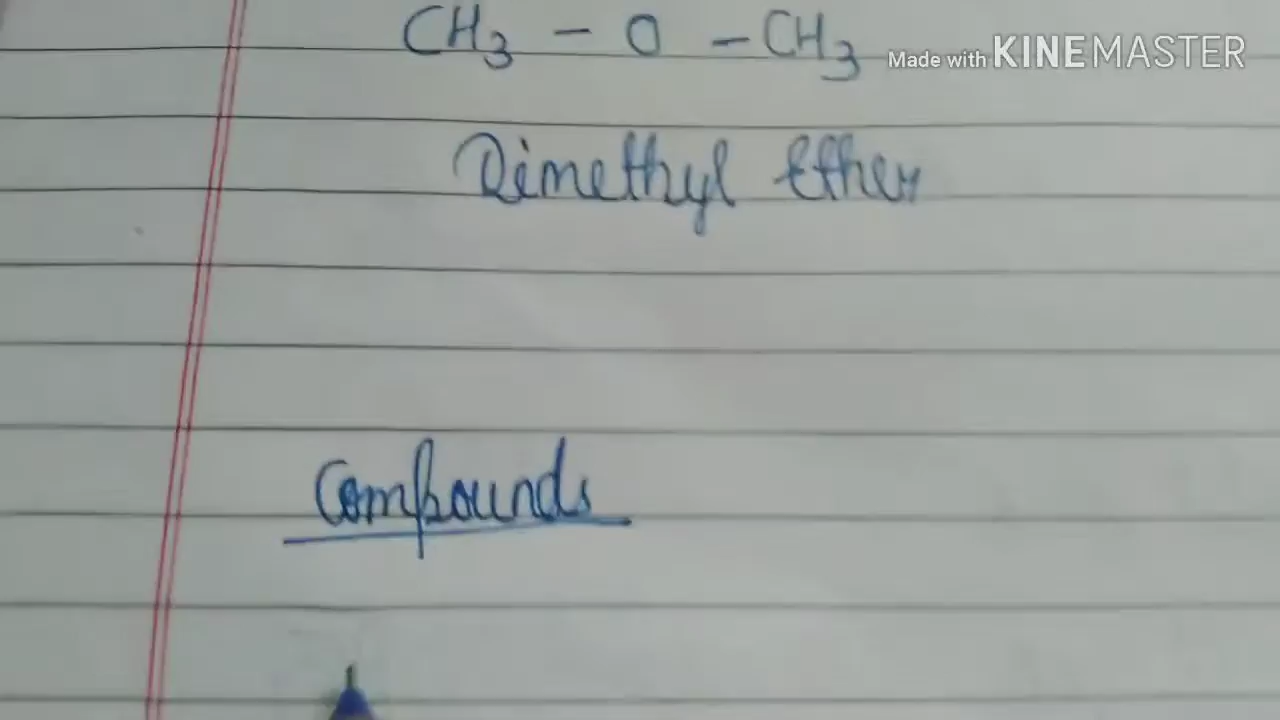 CH3 - O - CH3
Made with KINEMASTER
Dimethyl Ether
Compounds